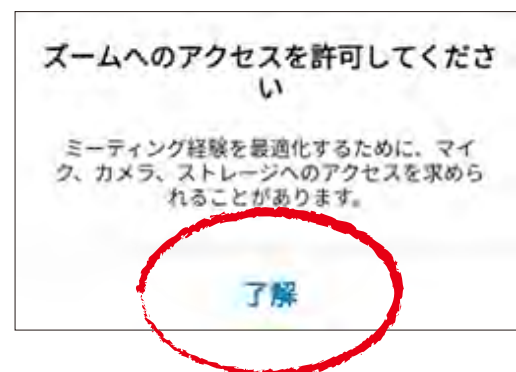 ズームへのアクセスを許可してくださ
い
ミーティング経験を最適化するために、マイ
ク、カメラ、ストレージへのアクセスを求めら
れることがあります。
了解